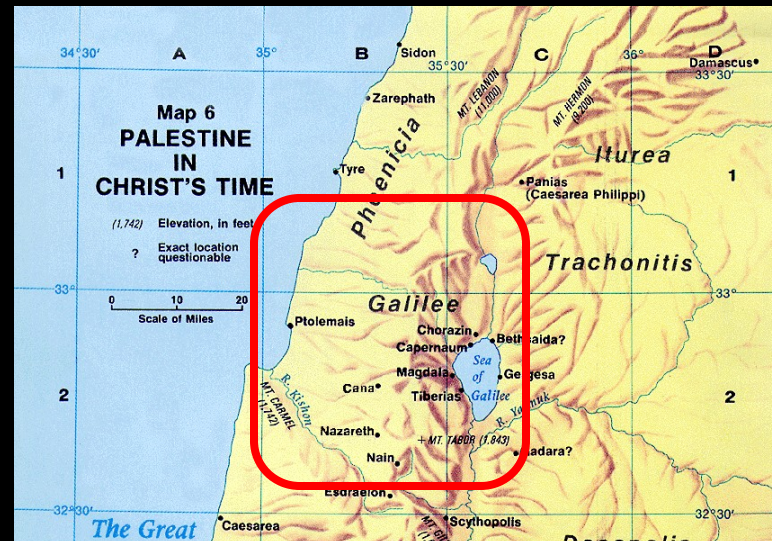 34°30'
A
35°
B
Sidon
35°30'
C
36°
D
Damascus
33°30'
Map 6
PALESTINE
IN
CHRIST'S TIME
(1,742) Elevation, in feet
? Exact location
questionable
0 10 20
Scale of Miles
Zarephath
MT. LEBANON
(11,000)
MT. HERMON
(9,200)
1
Tyre
Phoenicia
Iturea
1
Panias
(Caesarea Philippi)
Trachonitis
33°
33°
Galilee
Ptolemais
Chorazin
Bethsaida?
Capernaum
Sea
of
Galilee
Magdala
Gergesa
2
Cana
Tiberias
2
R. Kishon
MT. CARMEL
(1,742)
R. Yarmuk
Nazareth
+ MT. TABOR (1,843)
Nain
Gadara?
Esdraelon
32°30'
The Great
Caesarea
Scythopolis
32°30'